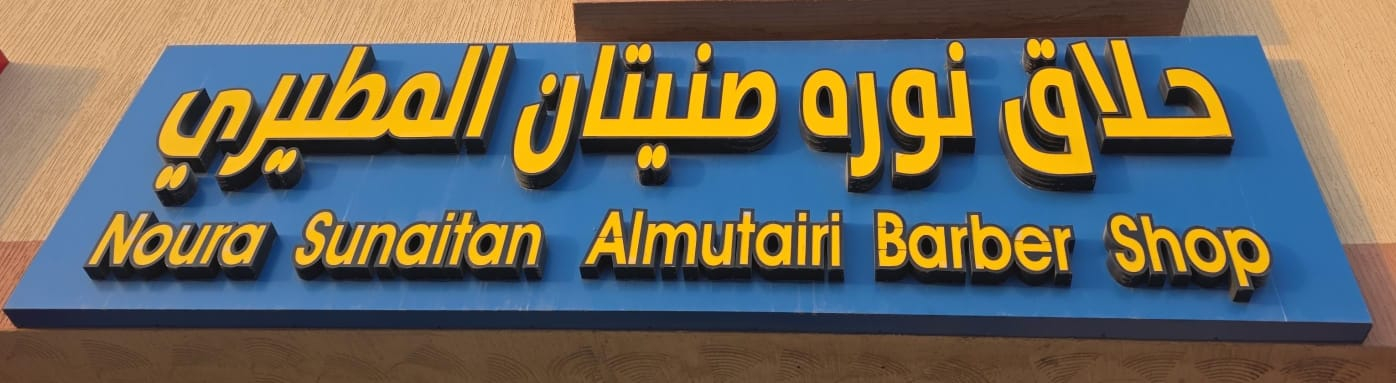 حلاق نوره صنيتان المطيري
Noura Sunaitan Almutairi Barber Shop